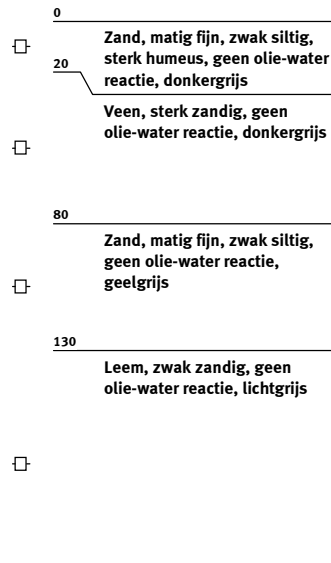 0
Zand, matig fijn, zwak siltig,
sterk humeus, geen olie-water
reactie, donkergrijs
20
Veen, sterk zandig, geen
olie-water reactie, donkergrijs
80
Zand, matig fijn, zwak siltig,
geen olie-water reactie,
geelgrijs
130
Leem, zwak zandig, geen
olie-water reactie, lichtgrijs